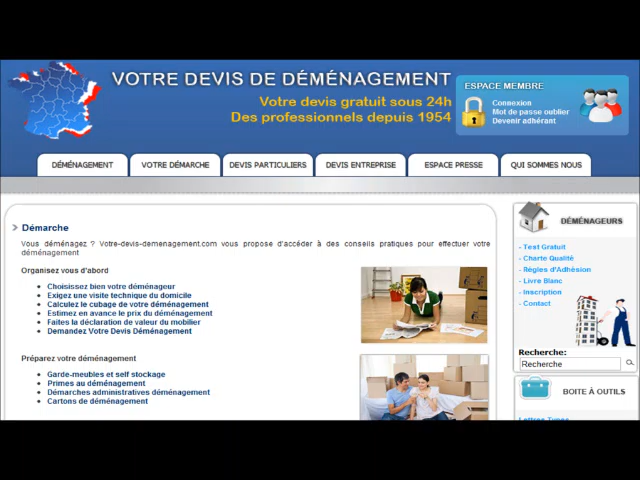 VOTRE DEVIS DE DÉMÉNAGEMENT
Votre devis gratuit sous 24h
Des professionnels depuis 1954
ESPACE MEMBRE
Connexion
Mot de passe oublier
Devenir adhérant
DÉMÉNAGEMENT
VOTRE DÉMARCHE
DEVIS PARTICULIERS
DEVIS ENTREPRISE
ESPACE PRESSE
QUI SOMMES NOUS
Démarche
Vous déménagez ? Votre-devis-demenagement.com vous propose d'accéder à des conseils pratiques pour effectuer votre
déménagement
Organisez vous d'abord
Choisissez bien votre déménageur
Exigez une visite technique du domicile
Calculez le cubage de votre déménagement
Estimez en avance le prix du déménagement
Faites la déclaration de valeur du mobilier
Demandez Votre Devis Déménagement
Préparez votre déménagement
Garde-meubles et self stockage
Primes au déménagement
Démarches administratives déménagement
Cartons de déménagement
DÉMÉNAGEURS
- Test Gratuit
- Charte Qualité
- Règles d'Adhésion
- Livre Blanc
- Inscription
- Contact
Recherche:
Recherche
BOITE À OUTILS
Lettres Types